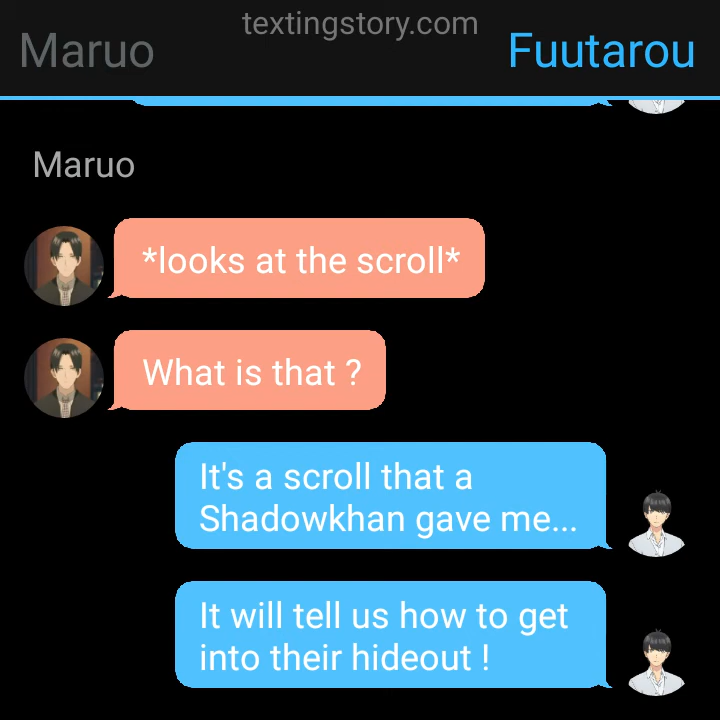 textingstory.com
Maruo
Fuutarou
Maruo
*looks at the scroll*
What is that ?
It's a scroll that a
Shadowkhan gave me...
It will tell us how to get
into their hideout !